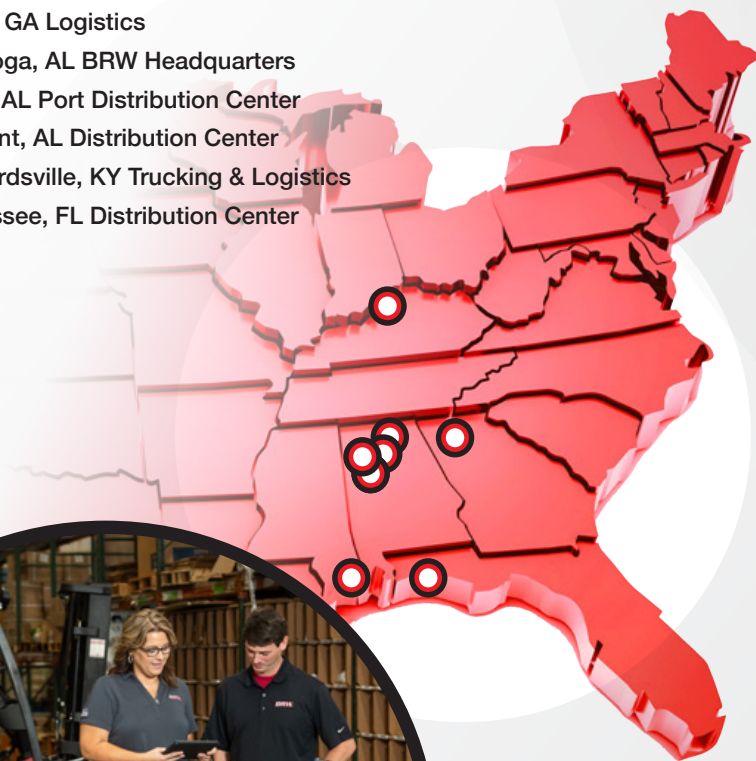 GA Logistics
oga, AL BRW Headquarters
AL Port Distribution Center
nt, AL Distribution Center
rdsville, KY Trucking & Logistics
ssee, FL Distribution Center